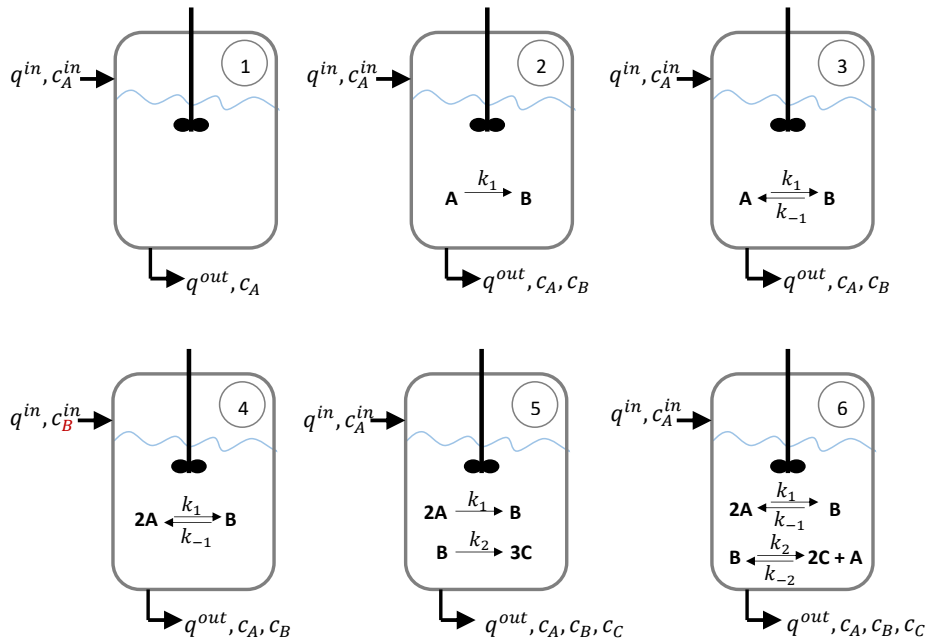 1
q^{in}, c_A^{in}
q^{out}, c_A
2
q^{in}, c_A^{in}
A k_1 B
q^{out}, c_A, c_B
3
q^{in}, c_A^{in}
A k_1 k_{-1} B
q^{out}, c_A, c_B
4
q^{in}, c_B^{in}
2A k_1 k_{-1} B
q^{out}, c_A, c_B
5
q^{in}, c_A^{in}
2A k_1 B
B k_2 3C
q^{out}, c_A, c_B, c_C
6
q^{in}, c_A^{in}
2A k_1 k_{-1} B
B k_2 k_{-2} 2C + A
q^{out}, c_A, c_B, c_C